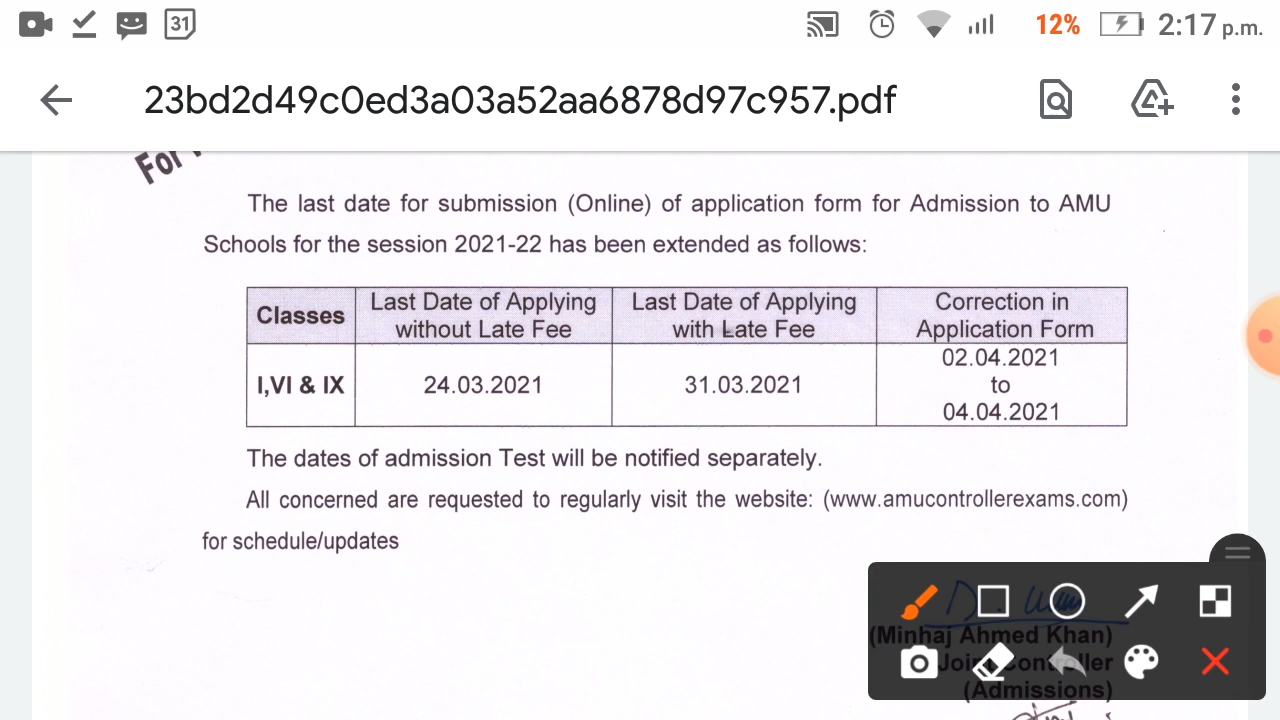 31
12% 2:17 p.m.
23bd2d49c0ed3a03a52aa6878d97c957.pdf
For
The last date for submission (Online) of application form for Admission to AMU
Schools for the session 2021-22 has been extended as follows:
Classes Last Date of Applying without Late Fee Last Date of Applying with Late Fee Correction in Application Form
I,VI & IX 24.03.2021 31.03.2021 02.04.2021 to 04.04.2021
The dates of admission Test will be notified separately.
All concerned are requested to regularly visit the website: (www.amucontrollerexams.com)
for schedule/updates
(Minhaj Ahmed Khan)
Joint Controller
(Admissions)